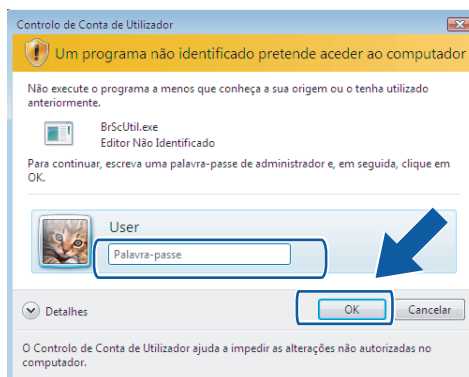 Controlo de Conta de Utilizador
Um programa não identificado pretende aceder ao computador
Não execute o programa a menos que conheça a sua origem ou o tenha utilizado
anteriormente.
BrScUtil.exe
Editor Não Identificado
Para continuar, escreva uma palavra-passe de administrador e, em seguida, clique em
OK.
User
Palavra-passe
Detalhes
OK
Cancelar
O Controlo de Conta de Utilizador ajuda a impedir as alterações não autorizadas no
computador.